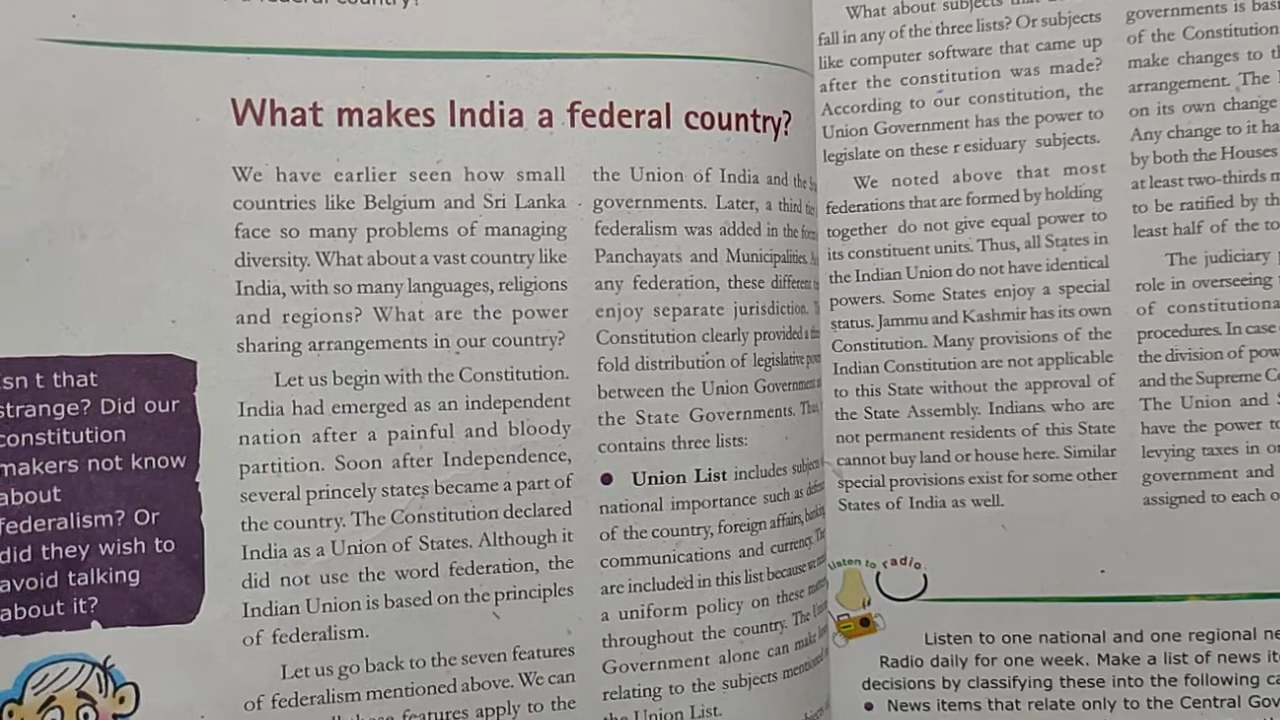 country?
What makes India a federal country?
We have earlier seen how small
countries like Belgium and Sri Lanka
face so many problems of managing
diversity. What about a vast country like
India, with so many languages, religions
and regions? What are the power
sharing arrangements in our country?
Let us begin with the Constitution.
India had emerged as an independent
nation after a painful and bloody
partition. Soon after Independence,
several princely states became a part of
the country. The Constitution declared
India as a Union of States. Although it
did not use the word federation, the
Indian Union is based on the principles
of federalism.
Let us go back to the seven features
of federalism mentioned above. We can
features apply to the
sn t that
strange? Did our
constitution
makers not know
about
federalism? Or
did they wish to
avoid talking
about it?
the Union of India and the
governments. Later, a third
federalism was added in the
Panchayats and Municipalities.
any federation, these different
enjoy separate jurisdiction.
Constitution clearly provided a
fold distribution of legislative
between the Union Government
the State Governments.
contains three lists:
● Union List includes
national importance such as
of the country, foreign affairs,
communications and currency.
are included in this list because
a uniform policy on these
throughout the country. The
Government alone can make
relating to the subjects mentioned
Union List.
What about subjects
fall in any of the three lists? Or subjects
like computer software that came up
after the constitution was made?
According to our constitution, the
Union Government has the power to
legislate on these r esiduary subjects.
We noted above that most
federations that are formed by holding
together do not give equal power to
its constituent units. Thus, all States in
the Indian Union do not have identical
powers. Some States enjoy a special
status. Jammu and Kashmir has its own
Constitution. Many provisions of the
Indian Constitution are not applicable
to this State without the approval of
the State Assembly. Indians who are
not permanent residents of this State
cannot buy land or house here. Similar
special provisions exist for some other
States of India as well.
governments is
of the Constitution
make changes to
arrangement. The
on its own change
Any change to it
by both the Houses
at least two-thirds
to be ratified by
least half of the
The judiciary
role in overseeing
of
procedures. In case
the division of
and the Supreme
The Union and
have the power
levying taxes in
government and
assigned to each
Listen to radio.
Listen to one national and one regional
Radio daily for one week. Make a list of news
decisions by classifying these into the following
● News items that relate only to the Central